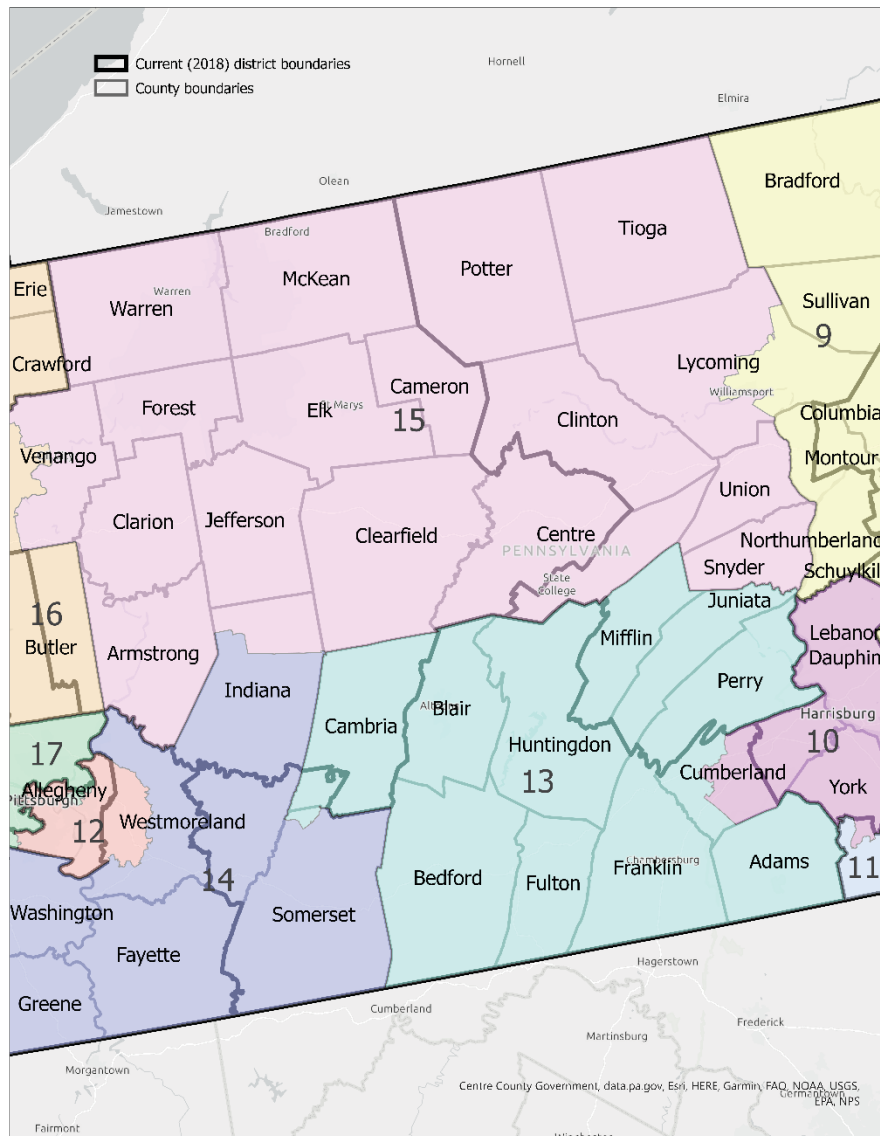 Current (2018) district boundaries
County boundaries
Hornell
Elmira
Olean
Jamestown
Bradford
Bradford
Tioga
Potter
McKean
Erie
Warren
Warren
Sullivan
9
Crawford
Lycoming
Williamsport
Cameron
Forest
Elk
St Marys
15
Clinton
Columbia
Venango
Montour
Union
Clarion
Jefferson
Clearfield
Centre
PENNSYLVANIA
Northumberland
State
College
Snyder
Schuylkil
16
Juniata
Butler
Armstrong
Mifflin
Lebanon
Dauphin
Indiana
Perry
Cambria
Blair
Harrisburg
17
Huntingdon
10
Allegheny
Pittsburgh
13
Cumberland
York
12
Westmoreland
14
Bedford
Fulton
Franklin
Chambersburg
Adams
11
Washington
Somerset
Fayette
Greene
Hagerstown
Cumberland
Frederick
Martinsburg
Morgantown
Centre County Government, data.pa.gov, Esri, HERE, Garmin, FAO, NOAA, USGS,
EPA, NPS
Germantown
Fairmont
Winchester